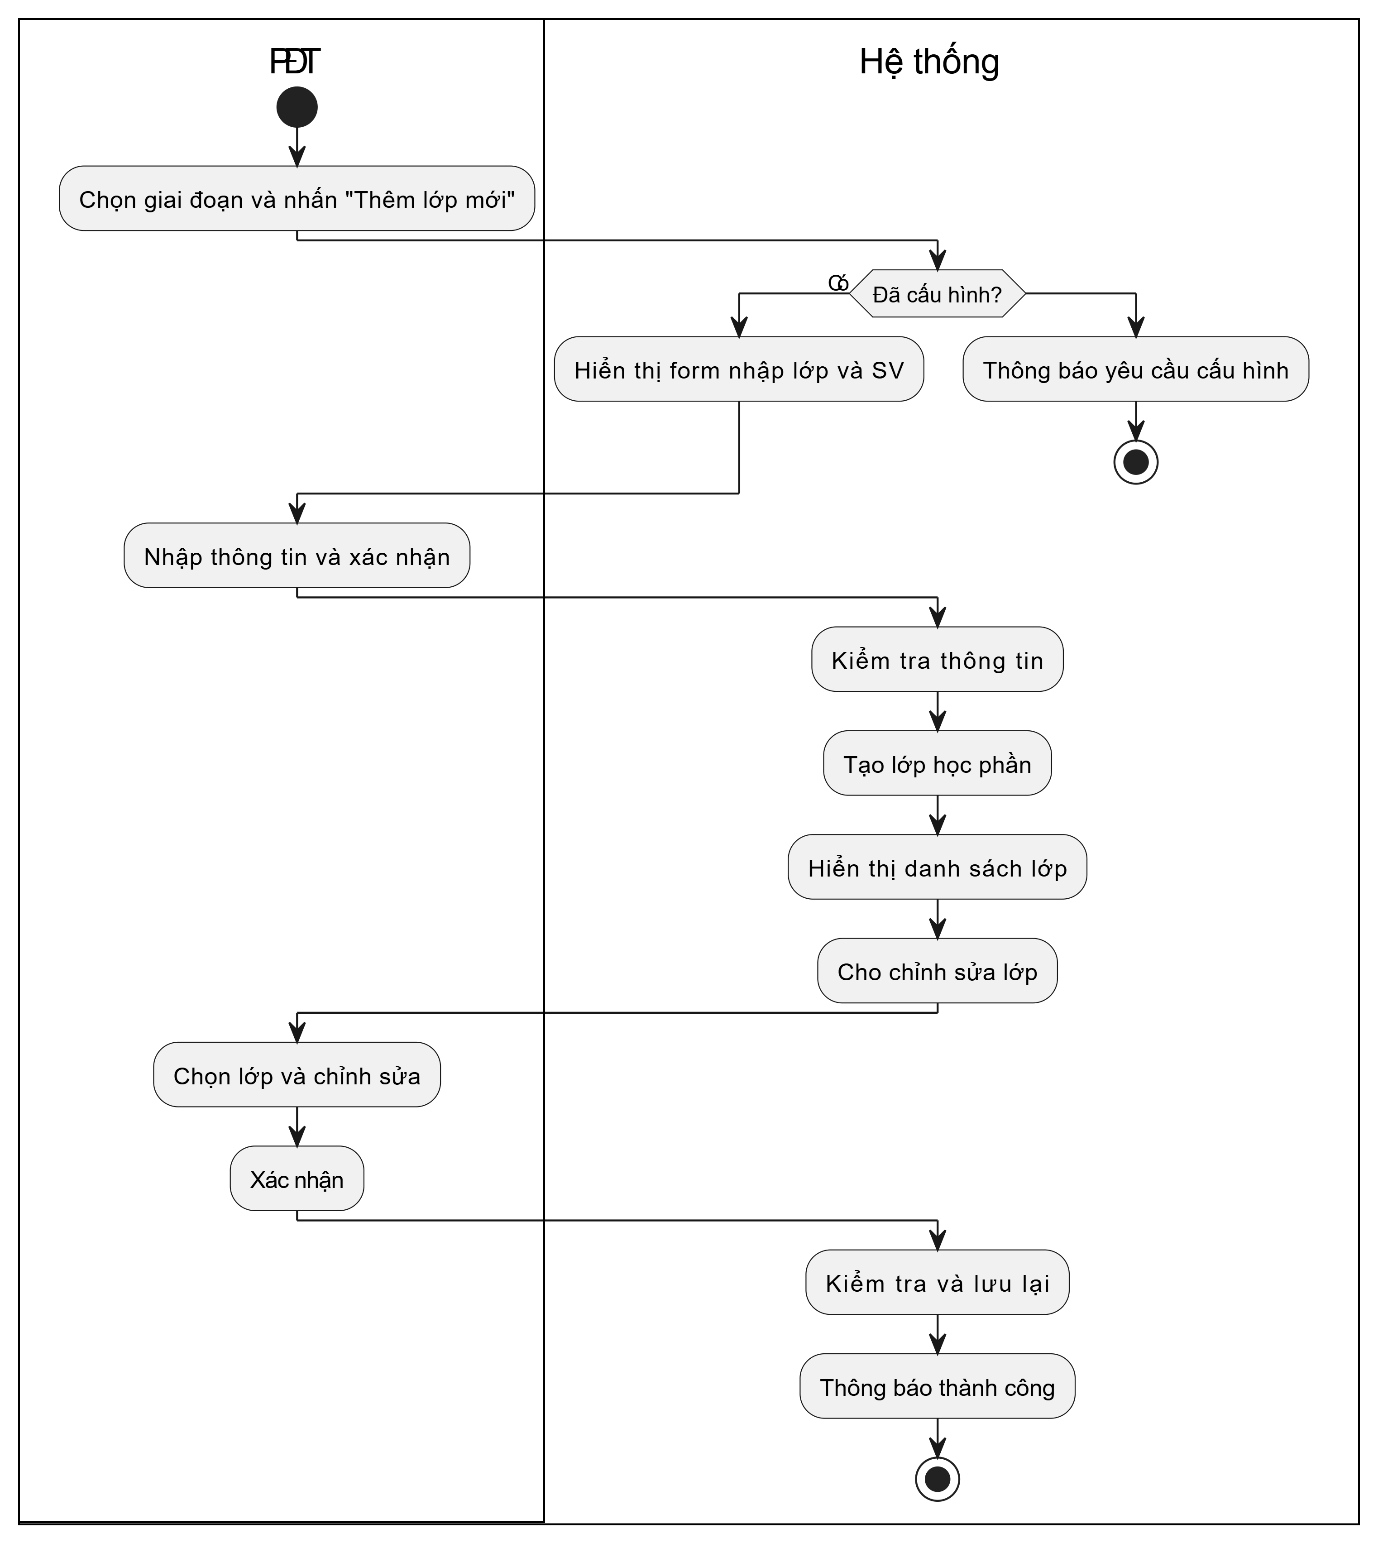 PĐT
Hệ thống
Chọn giai đoạn và nhấn "Thêm lớp mới"
Có
Đã cấu hình?
Hiển thị form nhập lớp và SV
Thông báo yêu cầu cấu hình
Nhập thông tin và xác nhận
Kiểm tra thông tin
Tạo lớp học phần
Hiển thị danh sách lớp
Cho chỉnh sửa lớp
Chọn lớp và chỉnh sửa
Xác nhận
Kiểm tra và lưu lại
Thông báo thành công